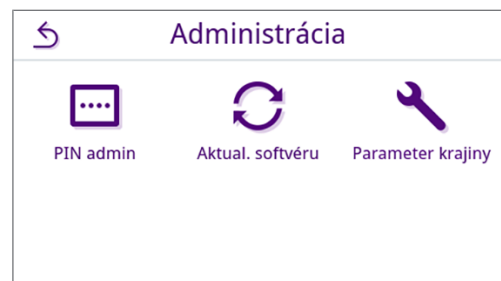 Administrácia
PIN admin
Aktual. softvéru
Parameter krajiny